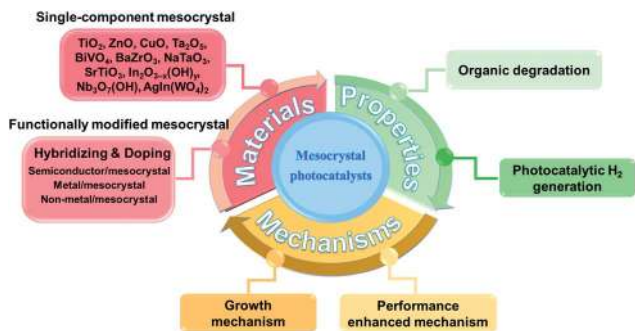 Single-component mesocrystal
TiO₂, ZnO, CuO, Ta₂O₅,
BiVO₄, BaZrO₃, NaTaO₃,
SrTiO₃, In₂O₃₋ₓ(OH)ᵧ,
Nb₃O₇(OH), AgIn(WO₄)₂
Functionally modified mesocrystal
Hybridizing & Doping
Semiconductor/mesocrystal
Metal/mesocrystal
Non-metal/mesocrystal
Materials
Properties
Mechanisms
Mesocrystal
photocatalysts
Organic degradation
Photocatalytic H₂
generation
Growth
mechanism
Performance
enhanced mechanism